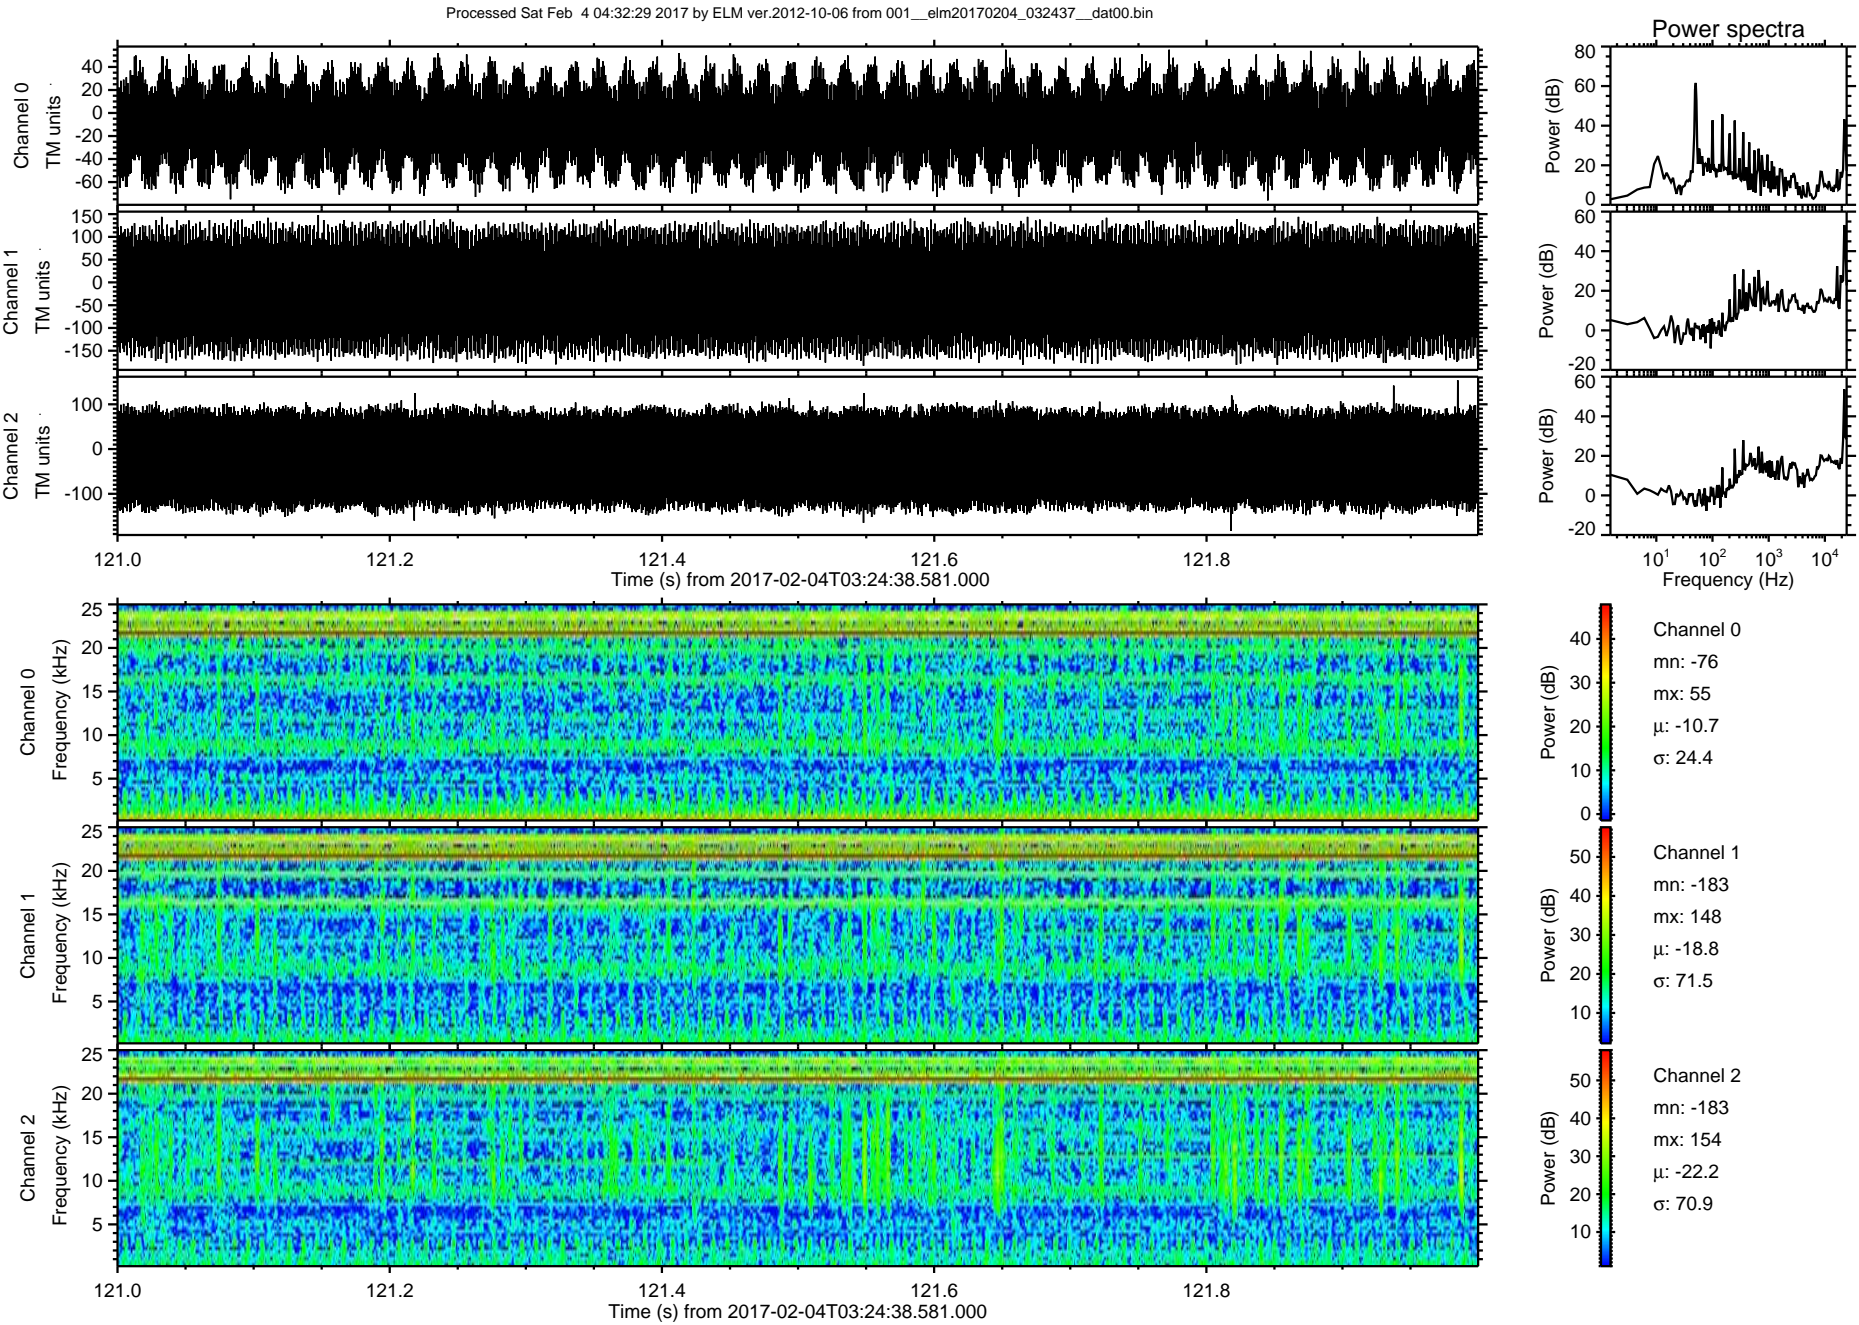 Processed Sat Feb  4 04:32:29 2017 by ELM ver.2012-10-06 from 001__elm20170204_032437__dat00.bin
Power spectra
Channel 0
TM units
40
20
0
-20
-40
-60
Power (dB)
80
60
40
20
0
Channel 1
TM units
150
100
50
0
-50
-100
-150
Power (dB)
60
40
20
0
-20
Channel 2
TM units
100
0
-100
Power (dB)
60
40
20
0
-20
121.0 121.2 121.4 121.6 121.8
Time (s) from 2017-02-04T03:24:38.581.000
10¹ 10² 10³ 10⁴
Frequency (Hz)
Channel 0
Frequency (kHz)
25
20
15
10
5
Power (dB)
40
30
20
10
0
Channel 0
mn: -76
mx: 55
μ: -10.7
σ: 24.4
Channel 1
Frequency (kHz)
25
20
15
10
5
Power (dB)
50
40
30
20
10
Channel 1
mn: -183
mx: 148
μ: -18.8
σ: 71.5
Channel 2
Frequency (kHz)
25
20
15
10
5
Power (dB)
50
40
30
20
10
Channel 2
mn: -183
mx: 154
μ: -22.2
σ: 70.9
121.0 121.2 121.4 121.6 121.8
Time (s) from 2017-02-04T03:24:38.581.000